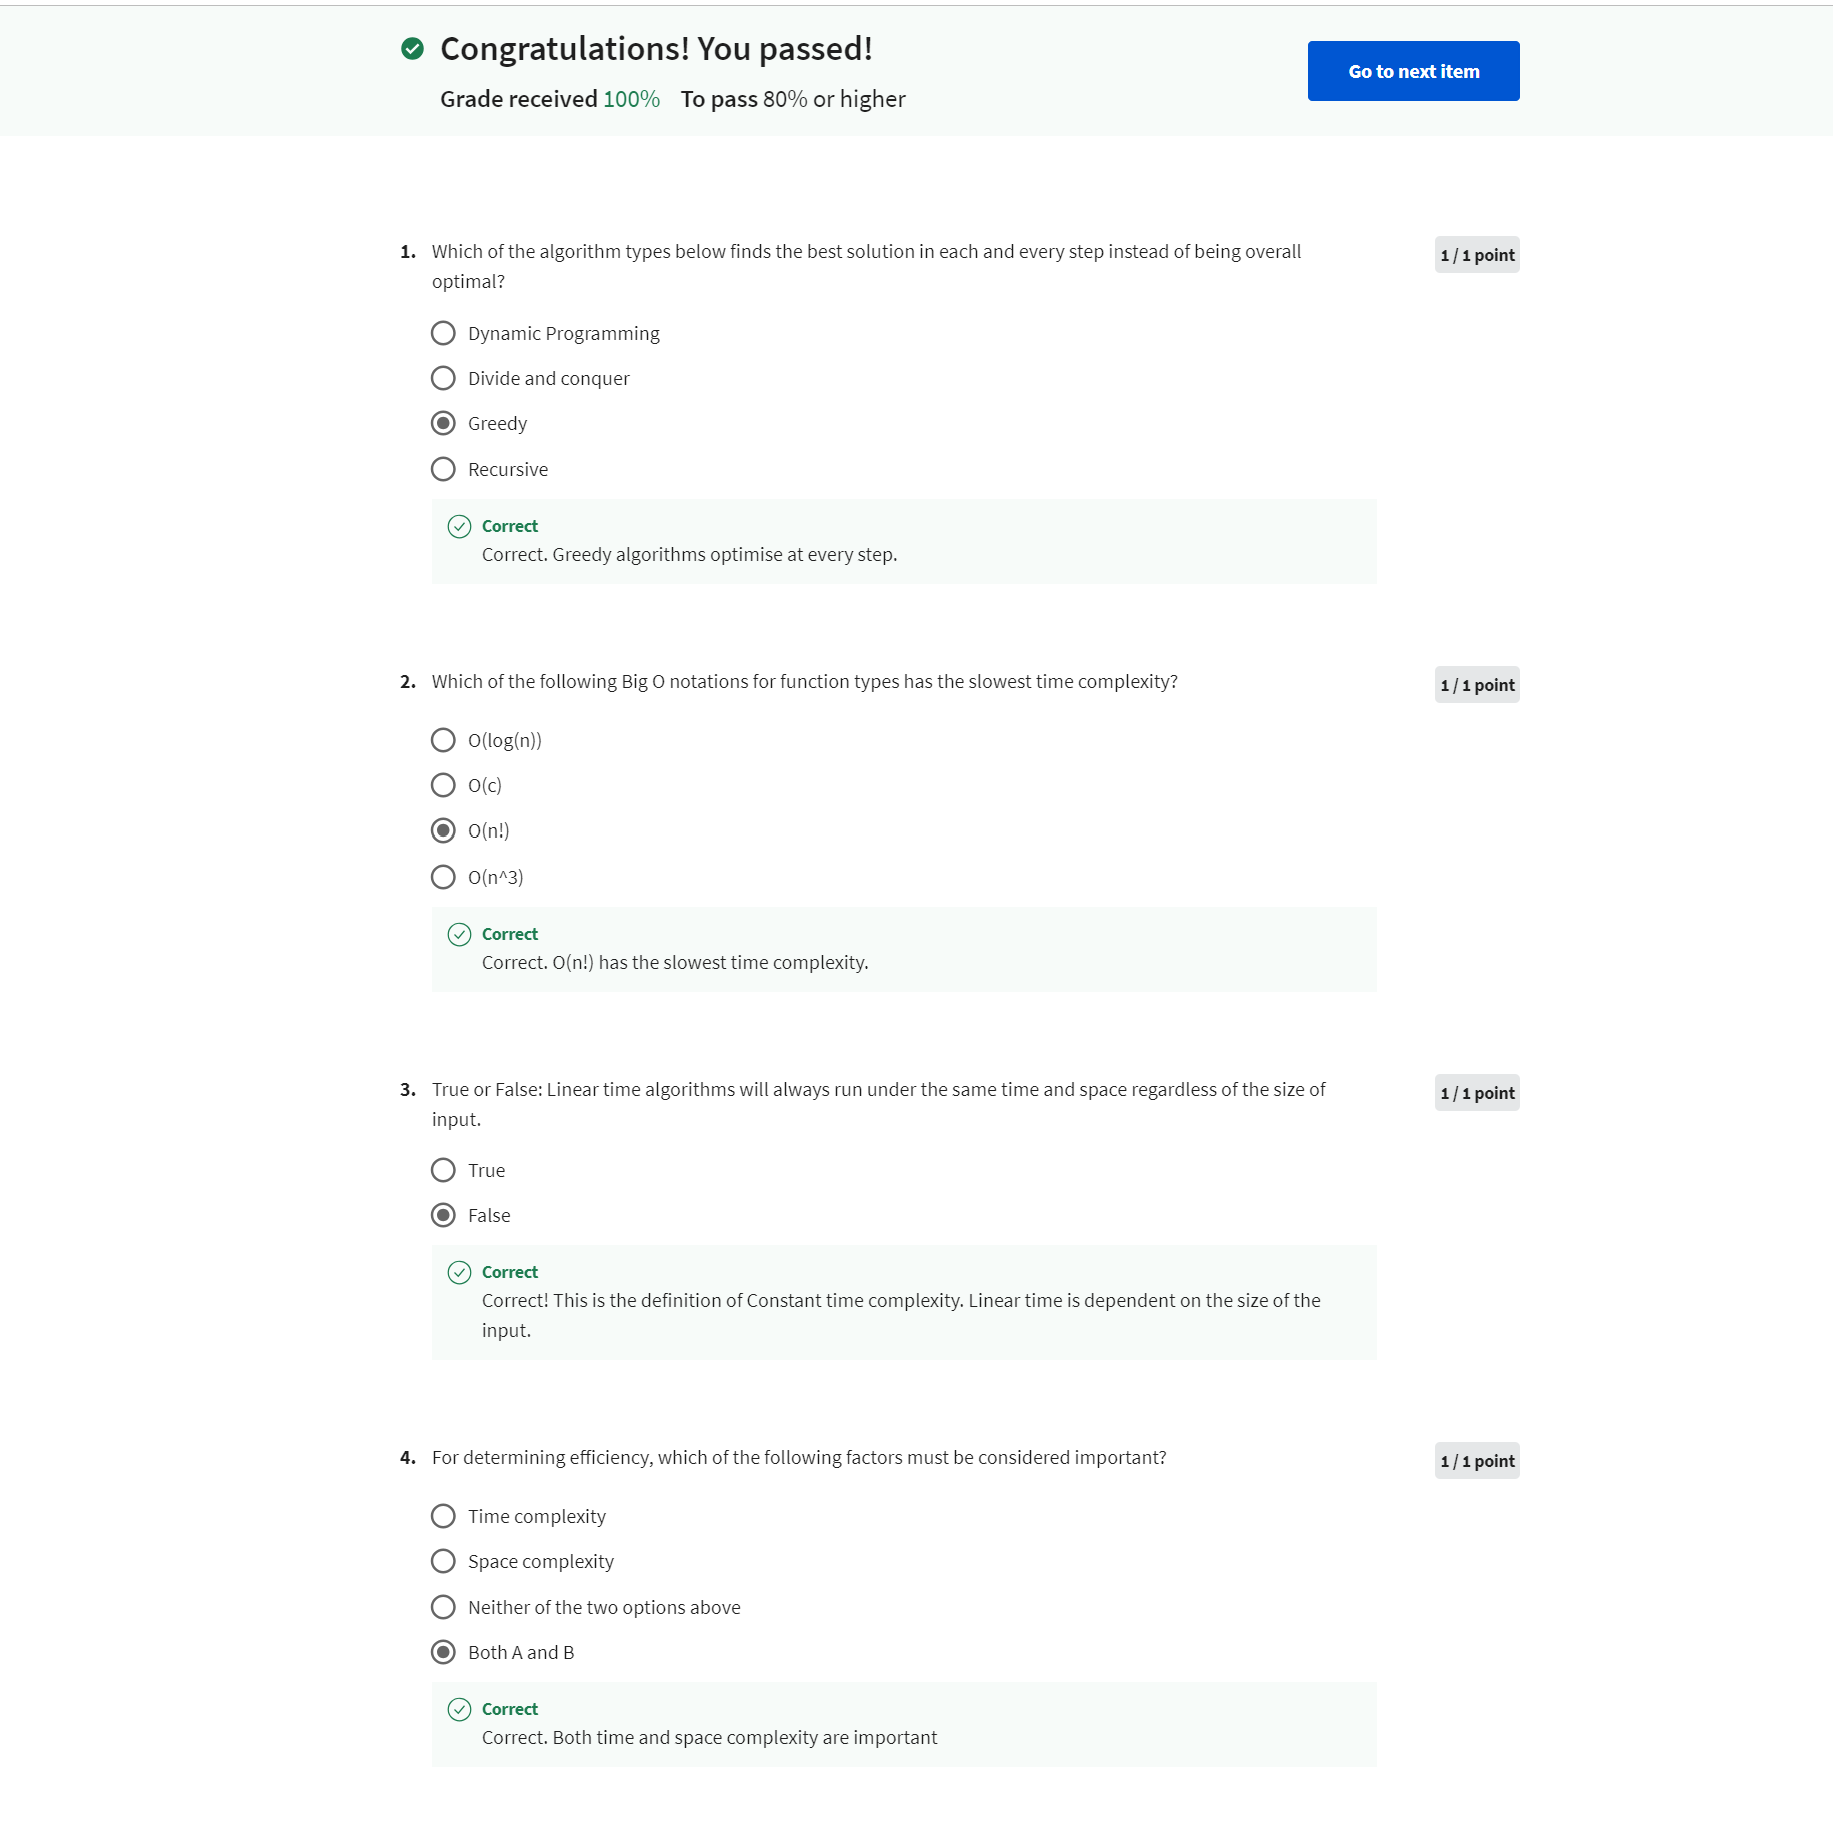 Congratulations! You passed!
Go to next item
Grade received 100% To pass 80% or higher
1. Which of the algorithm types below finds the best solution in each and every step instead of being overall
optimal?
1 / 1 point
Dynamic Programming
Divide and conquer
Greedy
Recursive
Correct
Correct. Greedy algorithms optimise at every step.
2. Which of the following Big O notations for function types has the slowest time complexity?
1 / 1 point
O(log(n))
O(c)
O(n!)
O(n^3)
Correct
Correct. O(n!) has the slowest time complexity.
3. True or False: Linear time algorithms will always run under the same time and space regardless of the size of
input.
1 / 1 point
True
False
Correct
Correct! This is the definition of Constant time complexity. Linear time is dependent on the size of the
input.
4. For determining efficiency, which of the following factors must be considered important?
1 / 1 point
Time complexity
Space complexity
Neither of the two options above
Both A and B
Correct
Correct. Both time and space complexity are important